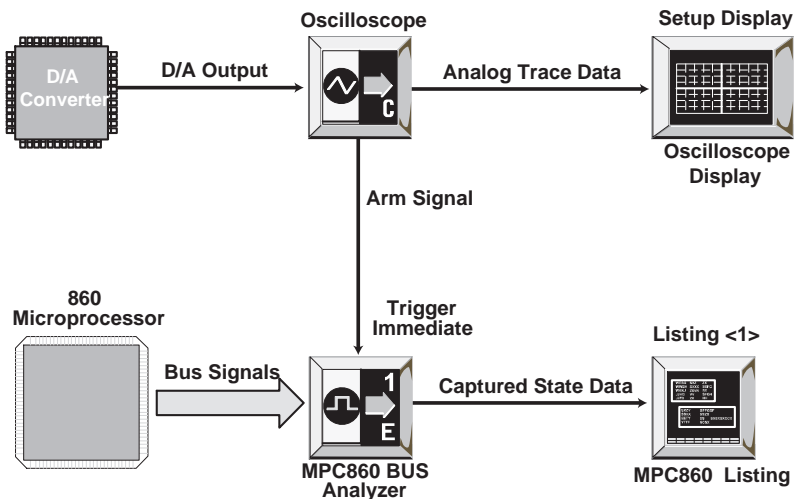 Oscilloscope
Setup Display
D/A
Converter
D/A Output
C
Analog Trace Data
Oscilloscope
Display
Arm Signal
860
Microprocessor
Trigger
Immediate
Listing <1>
Bus Signals
1
E
Captured State Data
MPC860 BUS
Analyzer
MPC860 Listing